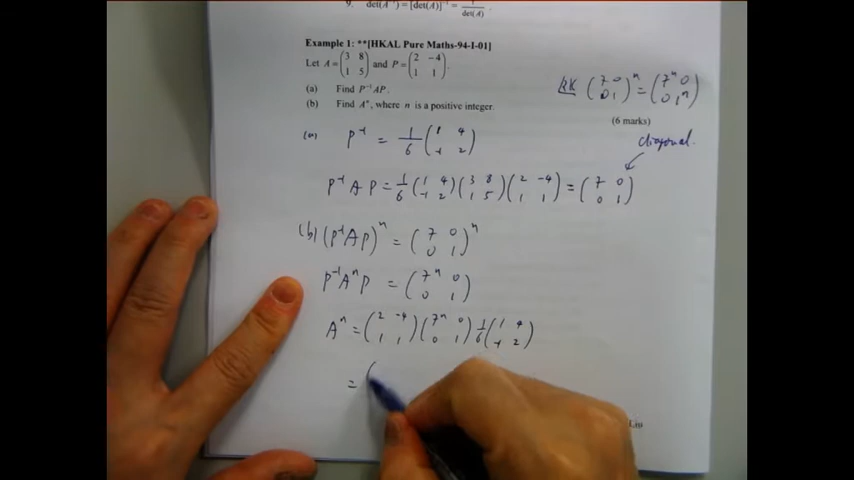 9. det(A⁻¹) = [det(A)]⁻¹ = 1/det(A).
Example 1: **[HKAL Pure Maths-94-I-01]
Let A = (3 8; 1 5) and P = (2 -4; 1 1).
(a) Find P⁻¹AP.
(b) Find Aⁿ, where n is a positive integer.
(7 0; 0 1)ⁿ = (7ⁿ 0; 0 1ⁿ)
(6 marks)
(a) P⁻¹ = 1/6 (1 4; -1 2)
diagonal.
P⁻¹AP = 1/6 (1 4; -1 2)(3 8; 1 5)(2 -4; 1 1) = (7 0; 0 1)
(b) (P⁻¹AP)ⁿ = (7 0; 0 1)ⁿ
P⁻¹AⁿP = (7ⁿ 0; 0 1)
Aⁿ = (2 -4; 1 1)(7ⁿ 0; 0 1) 1/6 (1 4; -1 2)
= (
Liu